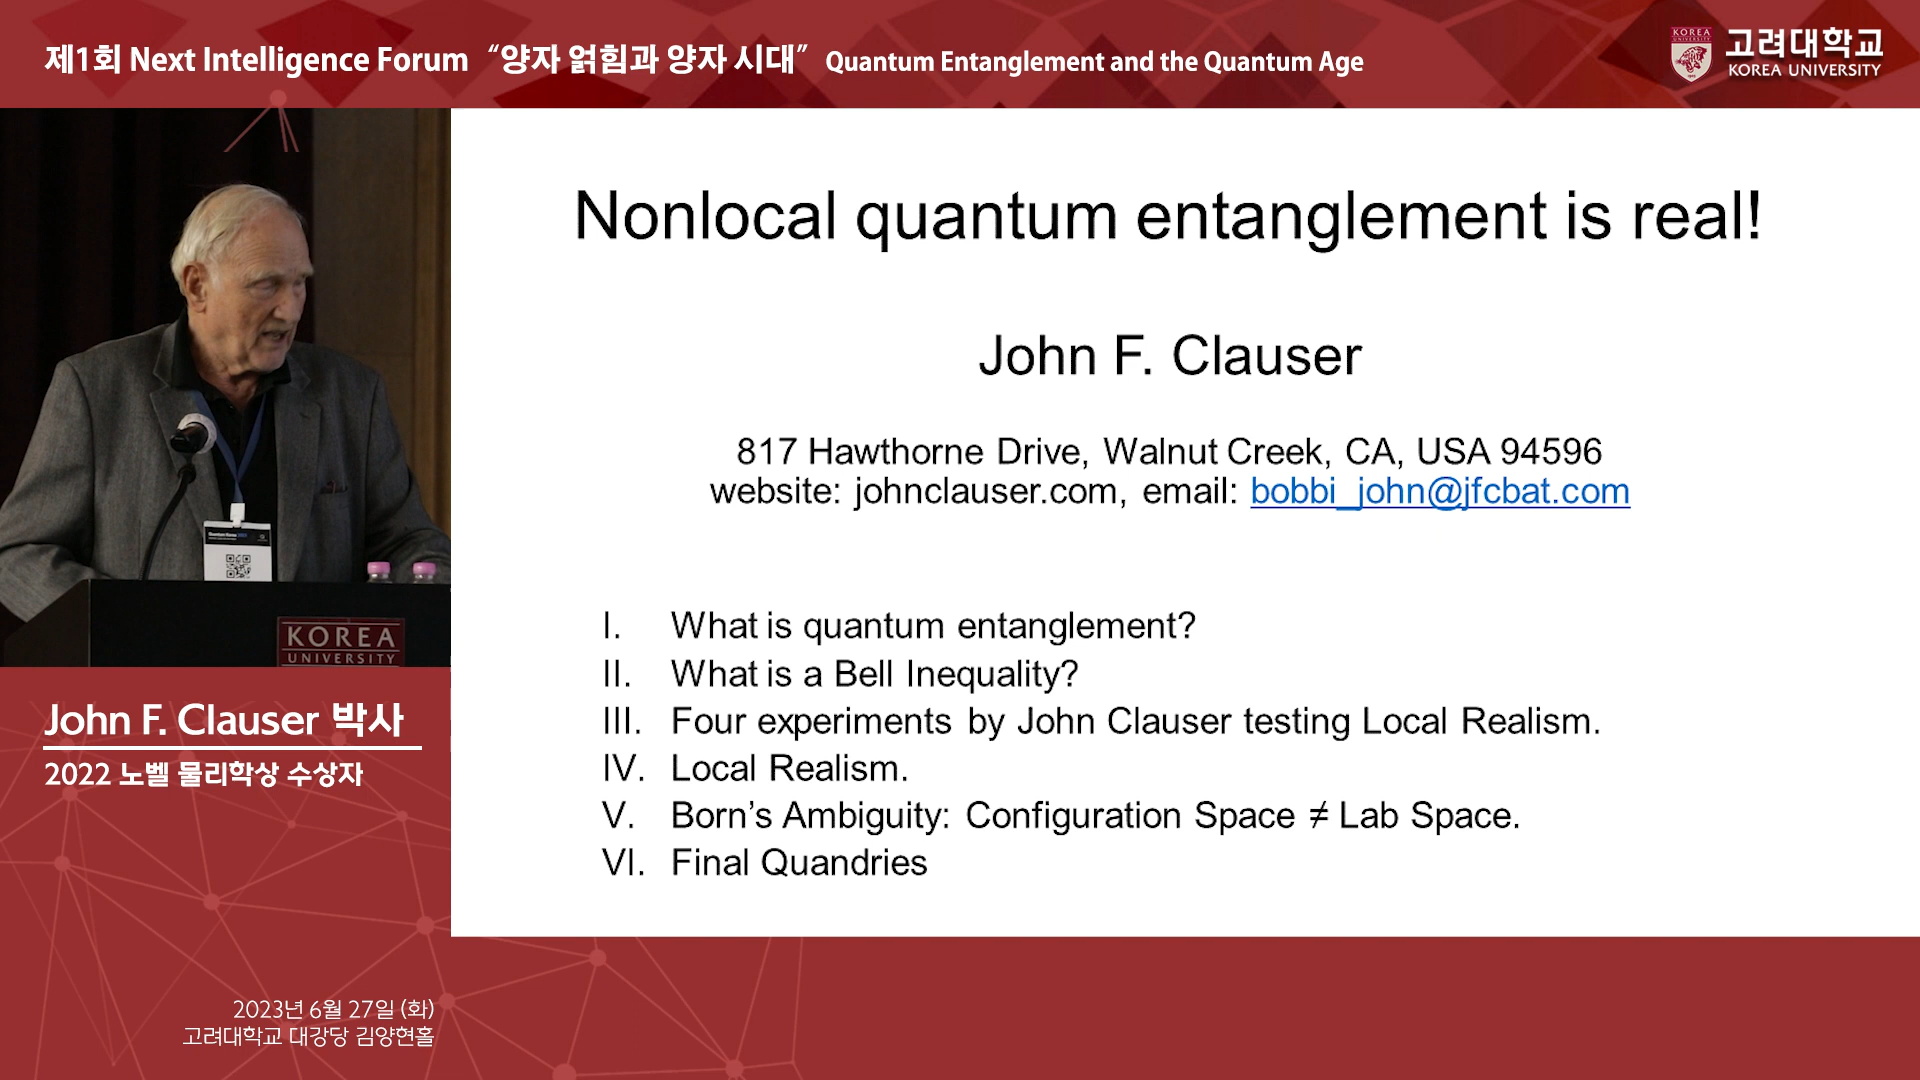 제1회 Next Intelligence Forum “양자 얽힘과 양자 시대” Quantum Entanglement and the Quantum Age
KOREA
UNIVERSITY
고려대학교
KOREA UNIVERSITY
Nonlocal quantum entanglement is real!
John F. Clauser
817 Hawthorne Drive, Walnut Creek, CA, USA 94596
website: johnclauser.com, email: bobbi_john@jfcbat.com
I. What is quantum entanglement?
II. What is a Bell Inequality?
III. Four experiments by John Clauser testing Local Realism.
IV. Local Realism.
V. Born’s Ambiguity: Configuration Space ≠ Lab Space.
VI. Final Quandries
KOREA
UNIVERSITY
John F. Clauser 박사
2022 노벨 물리학상 수상자
2023년 6월 27일 (화)
고려대학교 대강당 김양현홀